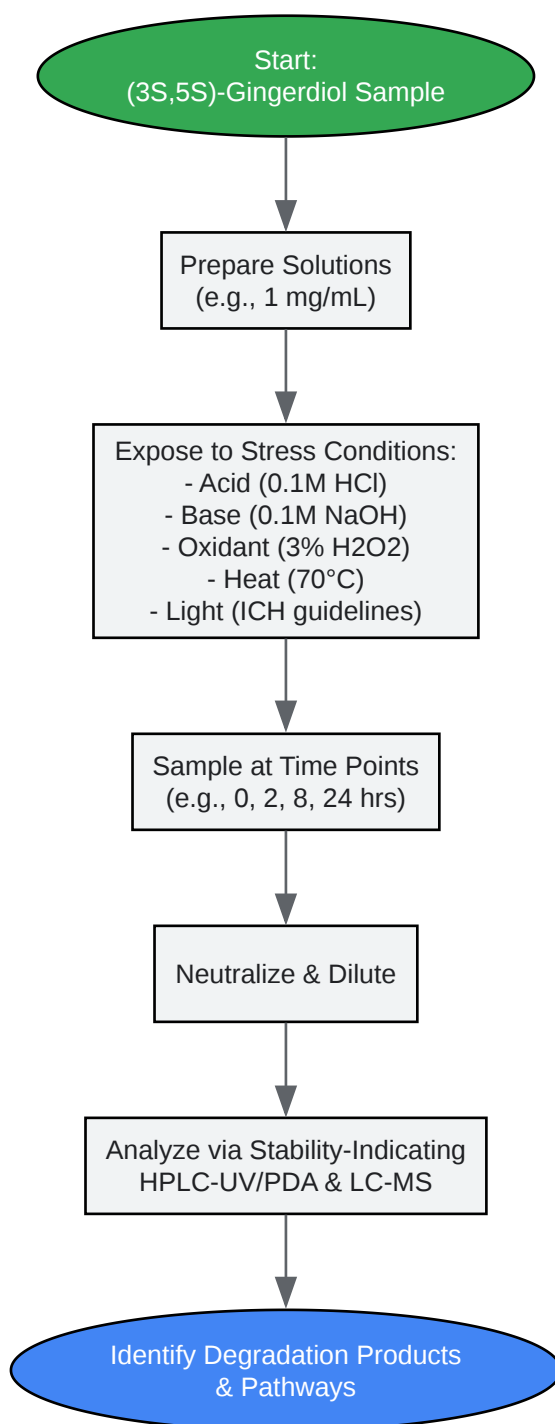 Start:
(3S,5S)-Gingerdiol Sample
Prepare Solutions
(e.g., 1 mg/mL)
Expose to Stress Conditions:
- Acid (0.1M HCl)
- Base (0.1M NaOH)
- Oxidant (3% H2O2)
- Heat (70°C)
- Light (ICH guidelines)
Sample at Time Points
(e.g., 0, 2, 8, 24 hrs)
Neutralize & Dilute
Analyze via Stability-Indicating
HPLC-UV/PDA & LC-MS
Identify Degradation Products
& Pathways